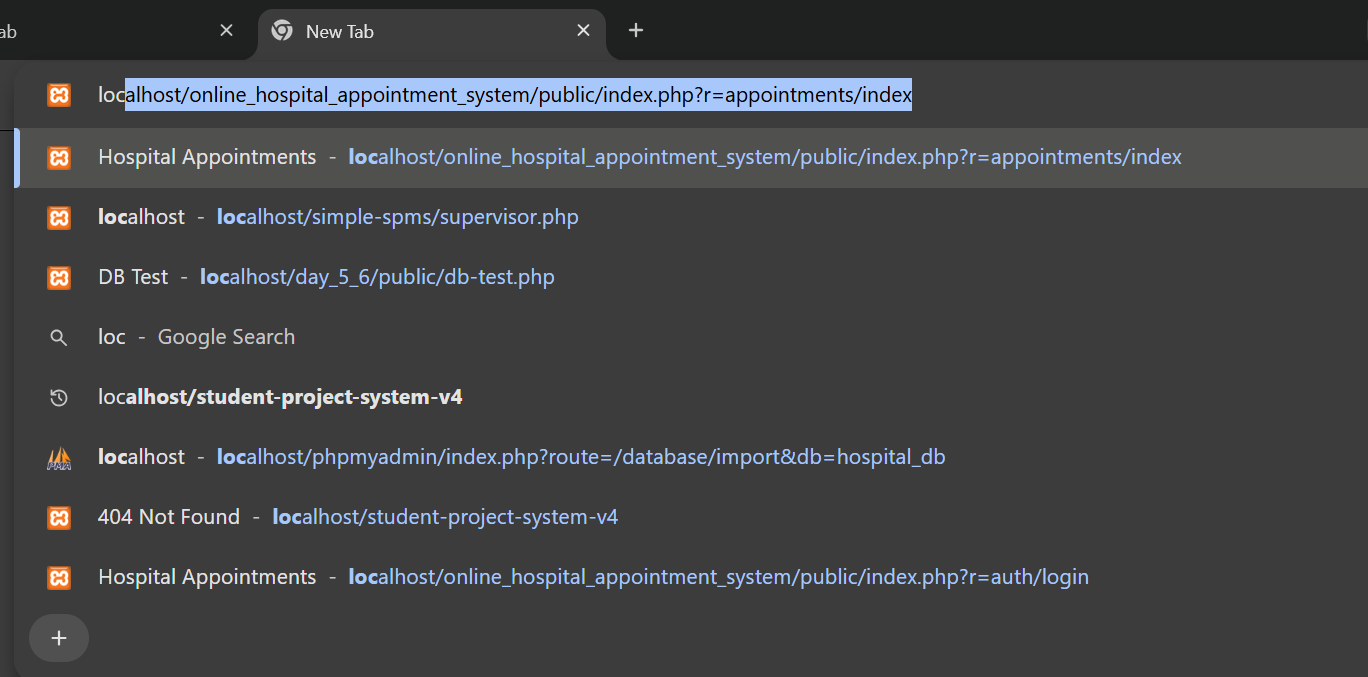 ab
New Tab
localhost/online_hospital_appointment_system/public/index.php?r=appointments/index
Hospital Appointments - localhost/online_hospital_appointment_system/public/index.php?r=appointments/index
localhost - localhost/simple-spms/supervisor.php
DB Test - localhost/day_5_6/public/db-test.php
loc - Google Search
localhost/student-project-system-v4
PMA
localhost - localhost/phpmyadmin/index.php?route=/database/import&db=hospital_db
404 Not Found - localhost/student-project-system-v4
Hospital Appointments - localhost/online_hospital_appointment_system/public/index.php?r=auth/login